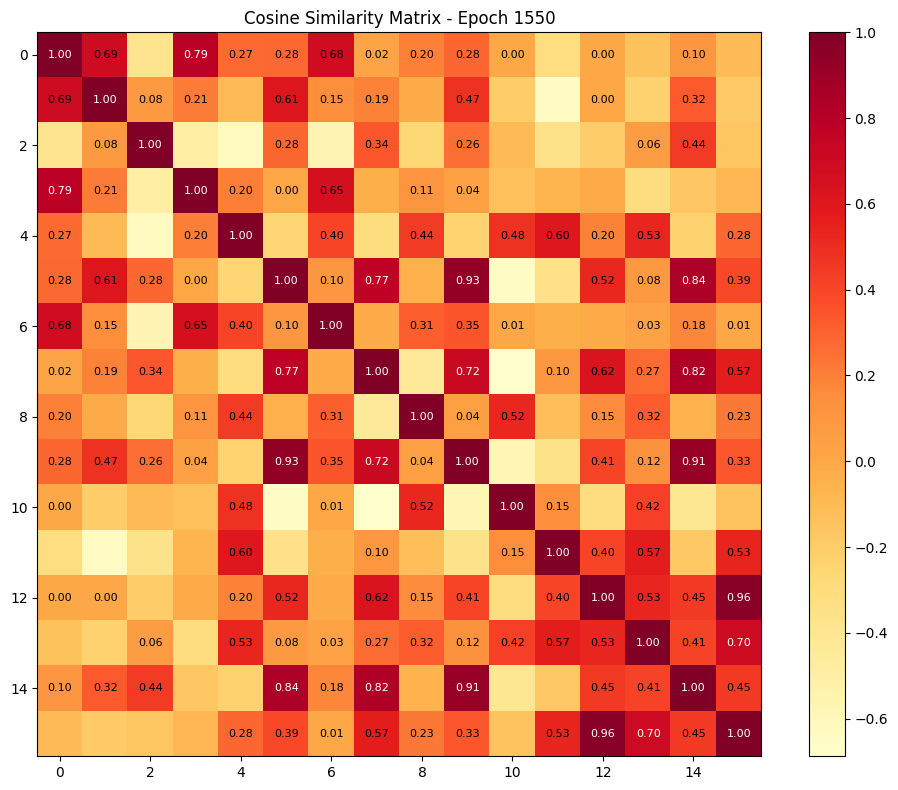 Cosine Similarity Matrix - Epoch 1550
0 1.00 0.69 0.79 0.27 0.28 0.68 0.02 0.20 0.28 0.00 0.00 0.10
0.69 1.00 0.08 0.21 0.61 0.15 0.19 0.47 0.00 0.32
2 0.08 1.00 0.28 0.34 0.26 0.06 0.44
0.79 0.21 1.00 0.20 0.00 0.65 0.11 0.04
4 0.27 0.20 1.00 0.40 0.44 0.48 0.60 0.20 0.53 0.28
0.28 0.61 0.28 0.00 1.00 0.10 0.77 0.93 0.52 0.08 0.84 0.39
6 0.68 0.15 0.65 0.40 0.10 1.00 0.31 0.35 0.01 0.03 0.18 0.01
0.02 0.19 0.34 0.77 1.00 0.72 0.10 0.62 0.27 0.82 0.57
8 0.20 0.11 0.44 0.31 1.00 0.04 0.52 0.15 0.32 0.23
0.28 0.47 0.26 0.04 0.93 0.35 0.72 0.04 1.00 0.41 0.12 0.91 0.33
10 0.00 0.48 0.01 0.52 1.00 0.15 0.42
0.60 0.10 0.15 1.00 0.40 0.57 0.53
12 0.00 0.00 0.20 0.52 0.62 0.15 0.41 0.40 1.00 0.53 0.45 0.96
0.06 0.53 0.08 0.03 0.27 0.32 0.12 0.42 0.57 0.53 1.00 0.41 0.70
14 0.10 0.32 0.44 0.84 0.18 0.82 0.91 0.45 0.41 1.00 0.45
0.28 0.39 0.01 0.57 0.23 0.33 0.53 0.96 0.70 0.45 1.00
0 2 4 6 8 10 12 14
1.0
0.8
0.6
0.4
0.2
0.0
−0.2
−0.4
−0.6